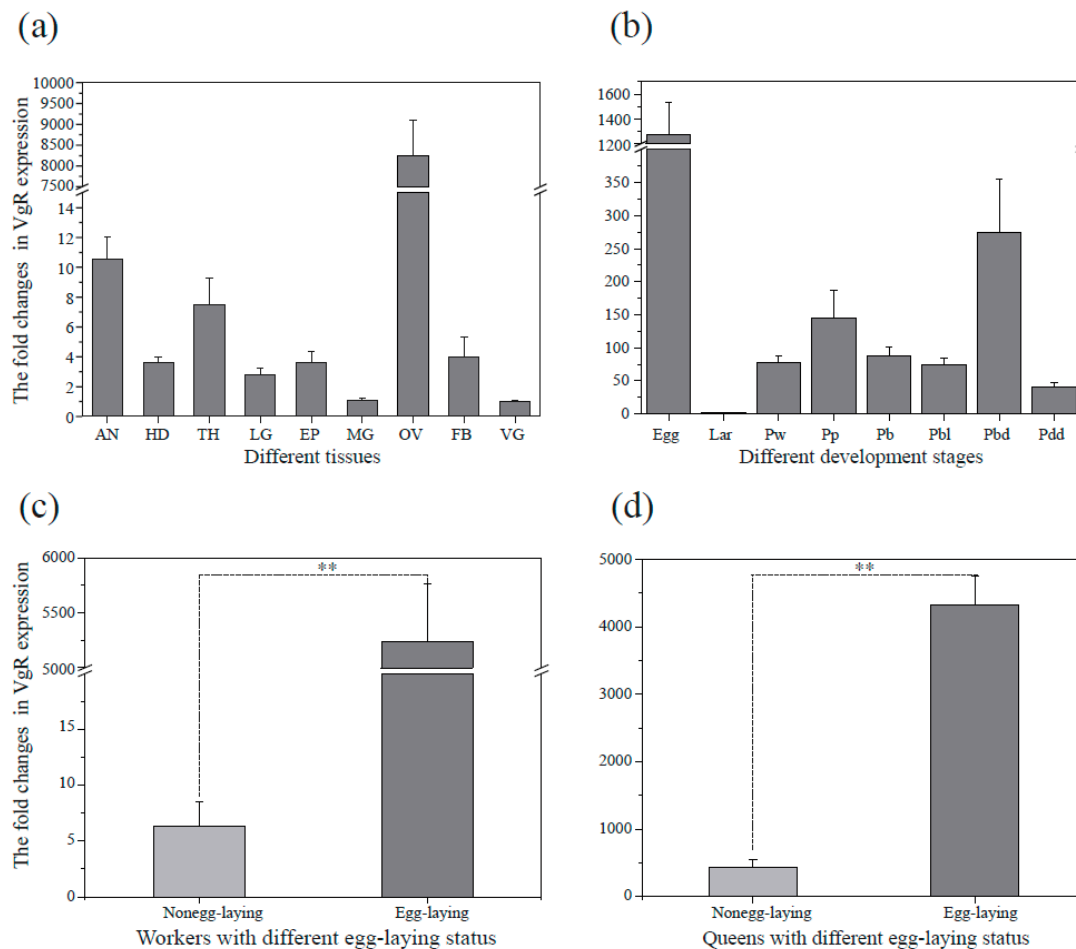 (a)
The fold changes in VgR expression
10000
9500
9000
8500
8000
7500
14
12
10
8
6
4
2
0
AN HD TH LG EP MG OV FB VG
Different tissues
(b)
1600
1400
1200
350
300
250
200
150
100
50
0
Egg Lar Pw Pp Pb Pbl Pbd Pdd
Different development stages
(c)
The fold changes in VgR expression
6000
5500
5000
15
10
5
0
**
Nonegg-laying Egg-laying
Workers with different egg-laying status
(d)
5000
4000
3000
2000
1000
0
**
Nonegg-laying Egg-laying
Queens with different egg-laying status